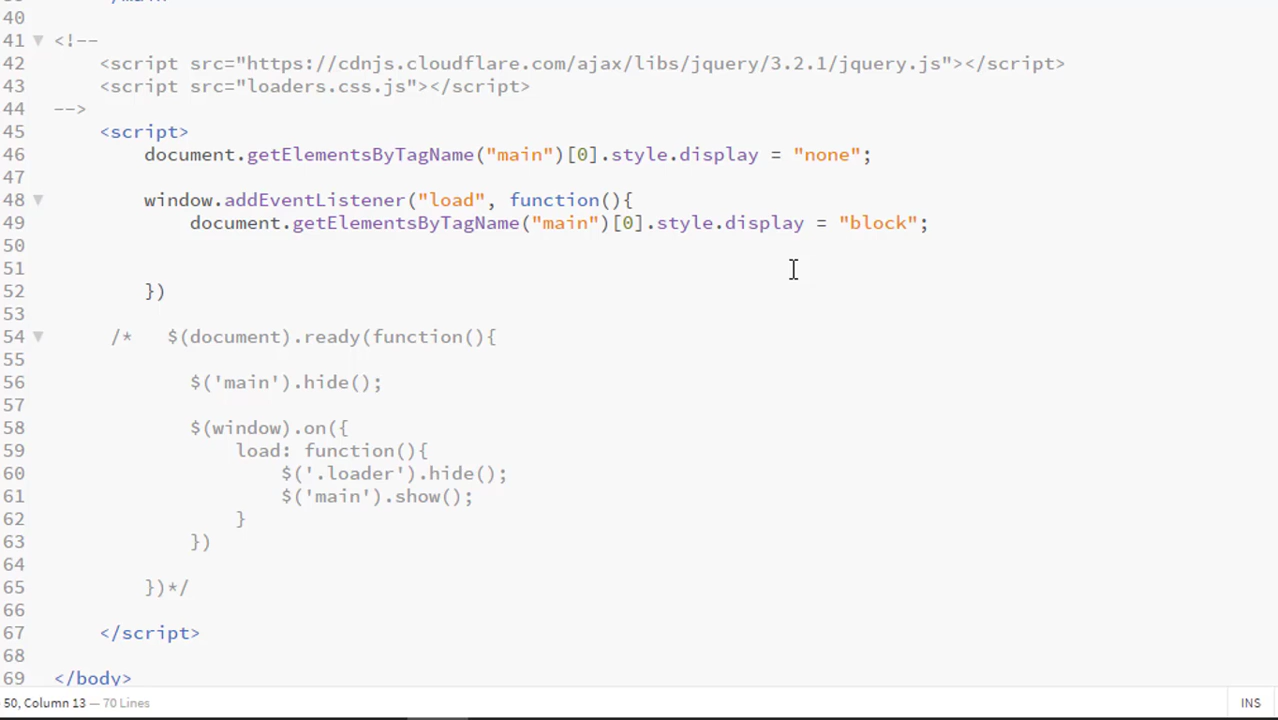 40
41 <!--
42 <script src="https://cdnjs.cloudflare.com/ajax/libs/jquery/3.2.1/jquery.js"></script>
43 <script src="loaders.css.js"></script>
44 -->
45 <script>
46 document.getElementsByTagName("main")[0].style.display = "none";
47
48 window.addEventListener("load", function(){
49 document.getElementsByTagName("main")[0].style.display = "block";
50
51
52 })
53
54 /* $(document).ready(function(){
55
56 $('main').hide();
57
58 $(window).on({
59 load: function(){
60 $('.loader').hide();
61 $('main').show();
62 }
63 })
64
65 })*/
66
67 </script>
68
69 </body>
50, Column 13 — 70 Lines INS